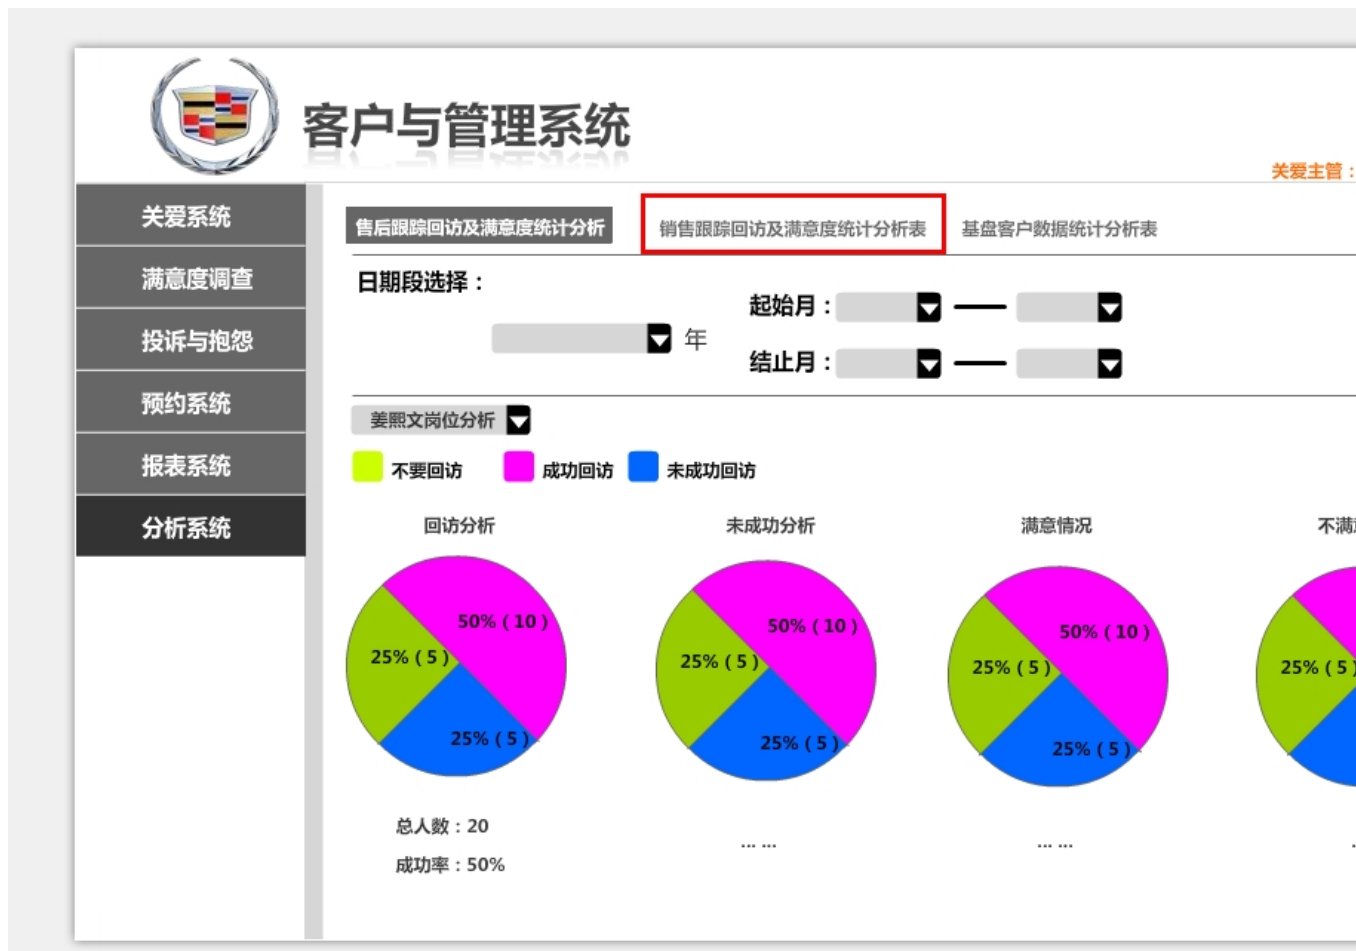 客户与管理系统
关爱主管：
关爱系统
满意度调查
投诉与抱怨
预约系统
报表系统
分析系统
售后跟踪回访及满意度统计分析
销售跟踪回访及满意度统计分析表
基盘客户数据统计分析表
日期段选择：
年
起始月：
结止月：
姜熙文岗位分析
不要回访
成功回访
未成功回访
回访分析
未成功分析
满意情况
不满
50%（10）
25%（5）
25%（5）
50%（10）
25%（5）
25%（5）
50%（10）
25%（5）
25%（5）
25%（5）
总人数：20
成功率：50%
... ...
... ...